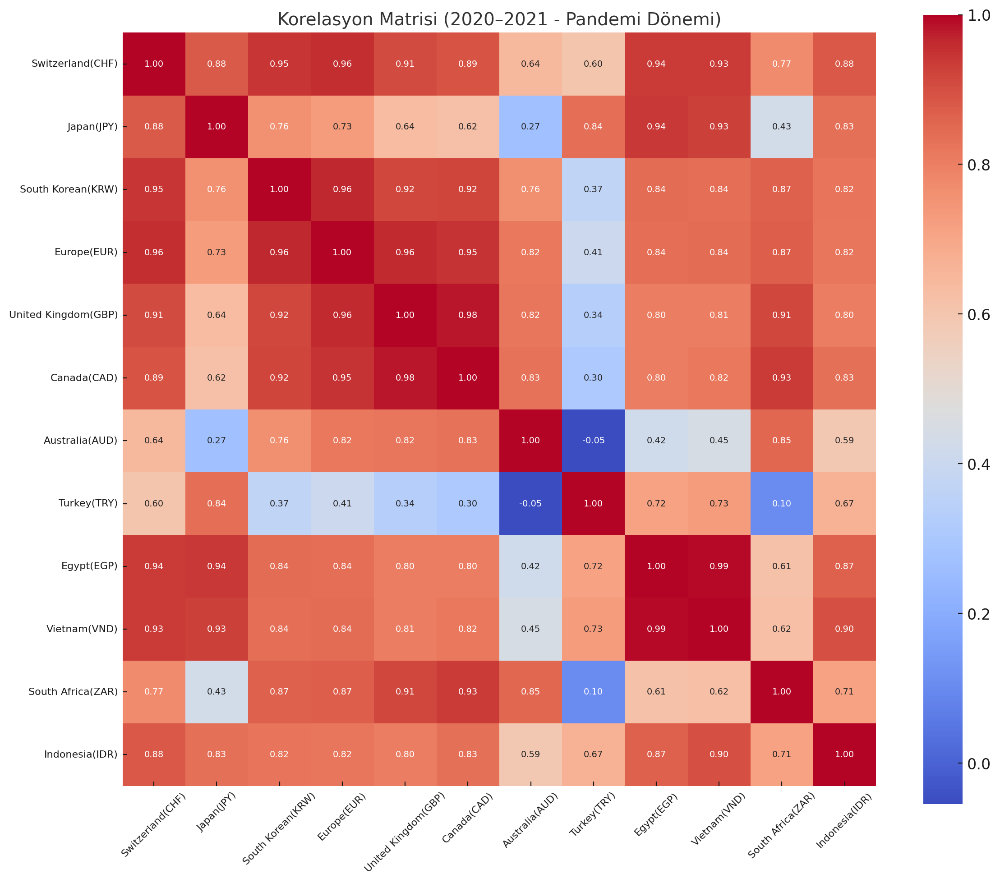 Korelasyon Matrisi (2020–2021 - Pandemi Dönemi)
Switzerland(CHF) 1.00 0.88 0.95 0.96 0.91 0.89 0.64 0.60 0.94 0.93 0.77 0.88
Japan(JPY) 0.88 1.00 0.76 0.73 0.64 0.62 0.27 0.84 0.94 0.93 0.43 0.83
South Korean(KRW) 0.95 0.76 1.00 0.96 0.92 0.92 0.76 0.37 0.84 0.84 0.87 0.82
Europe(EUR) 0.96 0.73 0.96 1.00 0.96 0.95 0.82 0.41 0.84 0.84 0.87 0.82
United Kingdom(GBP) 0.91 0.64 0.92 0.96 1.00 0.98 0.82 0.34 0.80 0.81 0.91 0.80
Canada(CAD) 0.89 0.62 0.92 0.95 0.98 1.00 0.83 0.30 0.80 0.82 0.93 0.83
Australia(AUD) 0.64 0.27 0.76 0.82 0.82 0.83 1.00 -0.05 0.42 0.45 0.85 0.59
Turkey(TRY) 0.60 0.84 0.37 0.41 0.34 0.30 -0.05 1.00 0.72 0.73 0.10 0.67
Egypt(EGP) 0.94 0.94 0.84 0.84 0.80 0.80 0.42 0.72 1.00 0.99 0.61 0.87
Vietnam(VND) 0.93 0.93 0.84 0.84 0.81 0.82 0.45 0.73 0.99 1.00 0.62 0.90
South Africa(ZAR) 0.77 0.43 0.87 0.87 0.91 0.93 0.85 0.10 0.61 0.62 1.00 0.71
Indonesia(IDR) 0.88 0.83 0.82 0.82 0.80 0.83 0.59 0.67 0.87 0.90 0.71 1.00
Switzerland(CHF) Japan(JPY) South Korean(KRW) Europe(EUR) United Kingdom(GBP) Canada(CAD) Australia(AUD) Turkey(TRY) Egypt(EGP) Vietnam(VND) South Africa(ZAR) Indonesia(IDR)
1.0
0.8
0.6
0.4
0.2
0.0